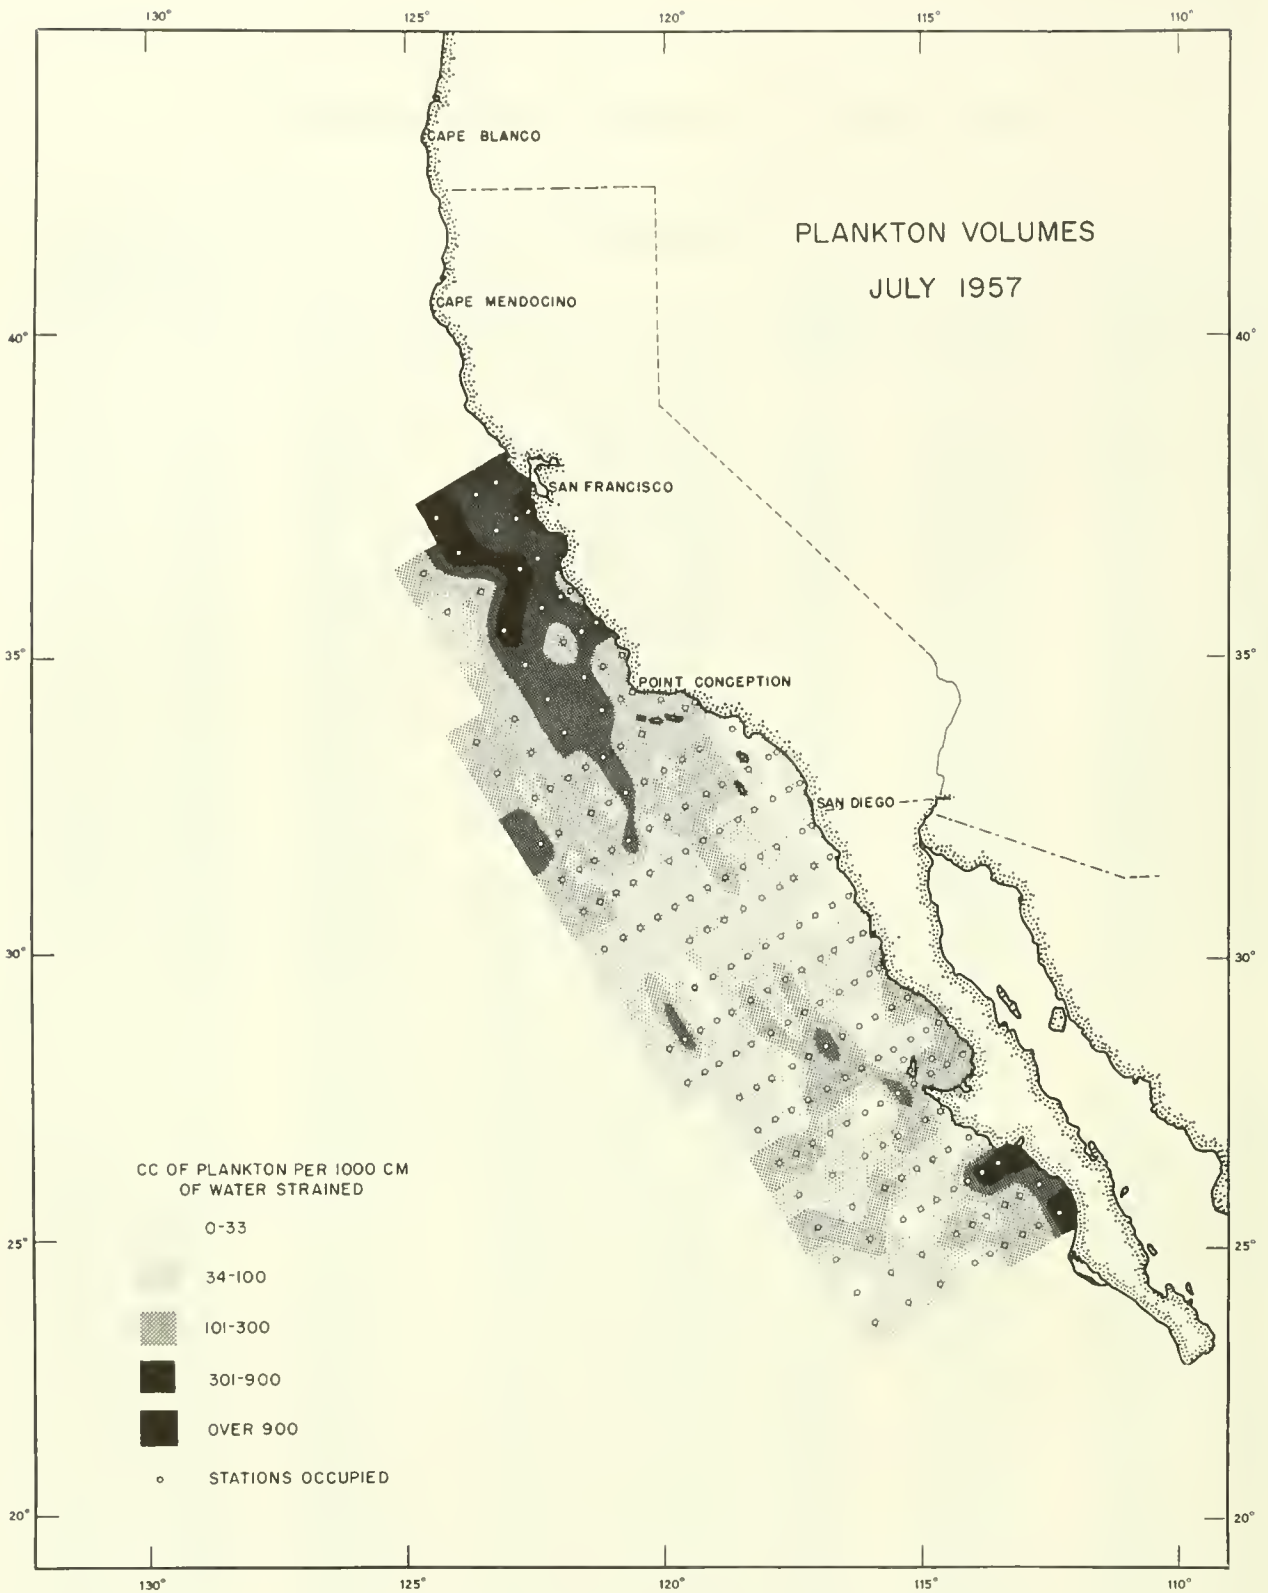 130° 125° 120° 115° 110°
CAPE BLANCO
PLANKTON VOLUMES
JULY 1957
CAPE MENDOCINO
40° 40°
SAN FRANCISCO
35° 35°
POINT CONCEPTION
SAN DIEGO
30° 30°
CC OF PLANKTON PER 1000 CM
OF WATER STRAINED
0-33
25° 25°
34-100
101-300
301-900
OVER 900
STATIONS OCCUPIED
20° 20°
130° 125° 120° 115° 110°